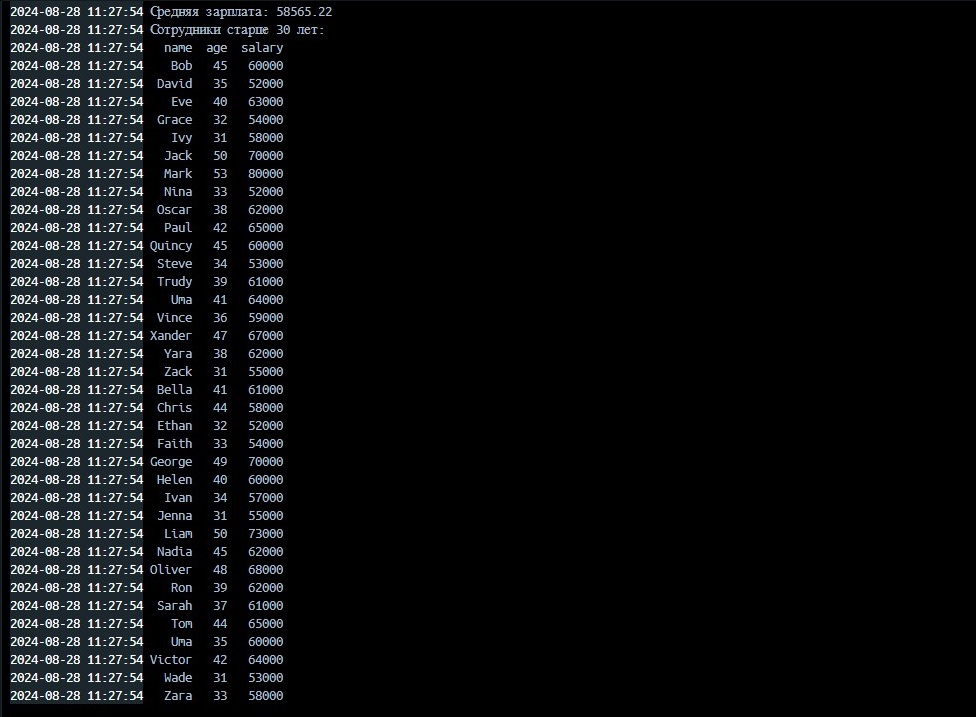 2024-08-28 11:27:54 Средняя зарплата: 58565.22
2024-08-28 11:27:54 Сотрудники старше 30 лет:
2024-08-28 11:27:54 name age salary
2024-08-28 11:27:54 Bob 45 60000
2024-08-28 11:27:54 David 35 52000
2024-08-28 11:27:54 Eve 40 63000
2024-08-28 11:27:54 Grace 32 54000
2024-08-28 11:27:54 Ivy 31 58000
2024-08-28 11:27:54 Jack 50 70000
2024-08-28 11:27:54 Mark 53 80000
2024-08-28 11:27:54 Nina 33 52000
2024-08-28 11:27:54 Oscar 38 62000
2024-08-28 11:27:54 Paul 42 65000
2024-08-28 11:27:54 Quincy 45 60000
2024-08-28 11:27:54 Steve 34 53000
2024-08-28 11:27:54 Trudy 39 61000
2024-08-28 11:27:54 Uma 41 64000
2024-08-28 11:27:54 Vince 36 59000
2024-08-28 11:27:54 Xander 47 67000
2024-08-28 11:27:54 Yara 38 62000
2024-08-28 11:27:54 Zack 31 55000
2024-08-28 11:27:54 Bella 41 61000
2024-08-28 11:27:54 Chris 44 58000
2024-08-28 11:27:54 Ethan 32 52000
2024-08-28 11:27:54 Faith 33 54000
2024-08-28 11:27:54 George 49 70000
2024-08-28 11:27:54 Helen 40 60000
2024-08-28 11:27:54 Ivan 34 57000
2024-08-28 11:27:54 Jenna 31 55000
2024-08-28 11:27:54 Liam 50 73000
2024-08-28 11:27:54 Nadia 45 62000
2024-08-28 11:27:54 Oliver 48 68000
2024-08-28 11:27:54 Ron 39 62000
2024-08-28 11:27:54 Sarah 37 61000
2024-08-28 11:27:54 Tom 44 65000
2024-08-28 11:27:54 Uma 35 60000
2024-08-28 11:27:54 Victor 42 64000
2024-08-28 11:27:54 Wade 31 53000
2024-08-28 11:27:54 Zara 33 58000